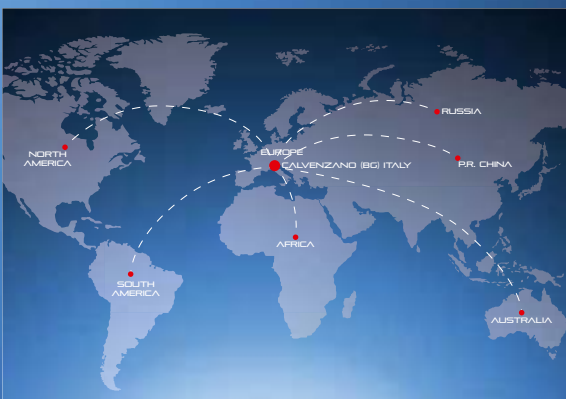 RUSSIA
NORTH
AMERICA
EUROPE
CALVENZANO (BG) ITALY
P.R. CHINA
AFRICA
SOUTH
AMERICA
AUSTRALIA